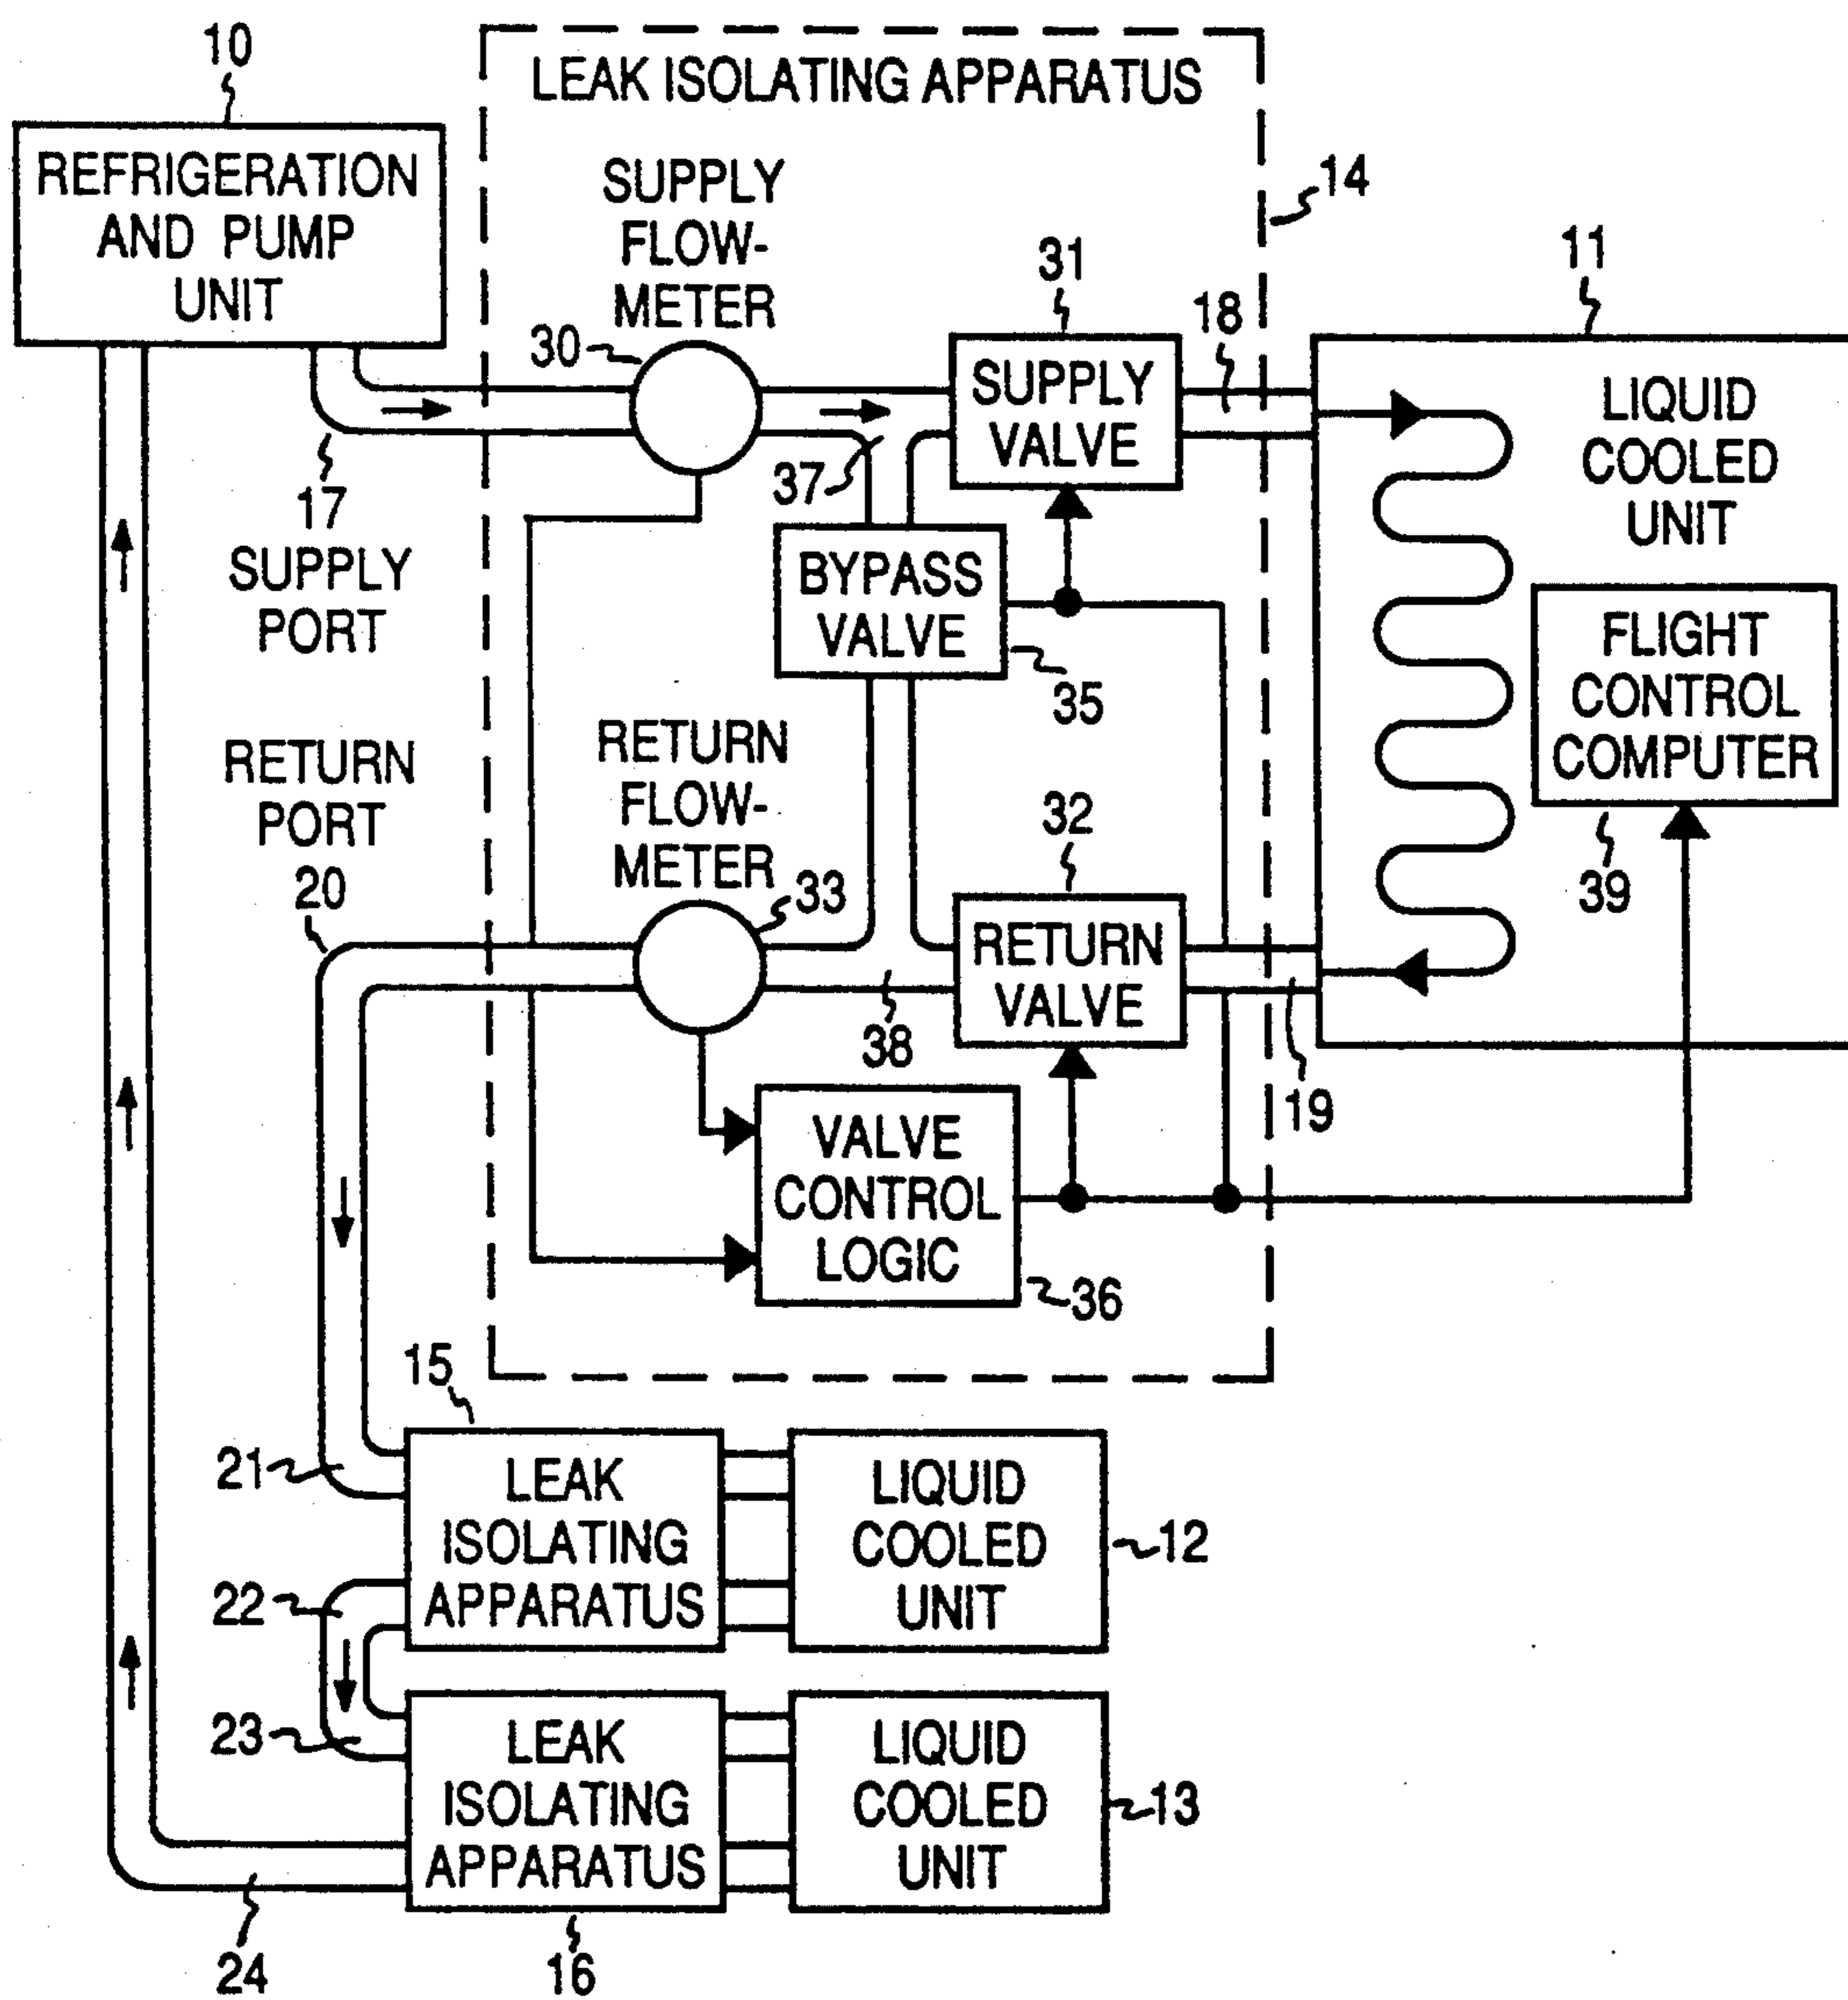 10
LEAK ISOLATING APPARATUS
REFRIGERATION
AND PUMP
UNIT
SUPPLY
FLOW-
METER
14
31
11
30
18
SUPPLY
VALVE
LIQUID
COOLED
UNIT
37
17
SUPPLY
PORT
BYPASS
VALVE
35
FLIGHT
CONTROL
COMPUTER
39
RETURN
PORT
20
RETURN
FLOW-
METER
33
32
RETURN
VALVE
38
19
VALVE
CONTROL
LOGIC
36
15
21
LEAK
ISOLATING
APPARATUS
LIQUID
COOLED
UNIT
12
22
23
LEAK
ISOLATING
APPARATUS
LIQUID
COOLED
UNIT
13
24
16